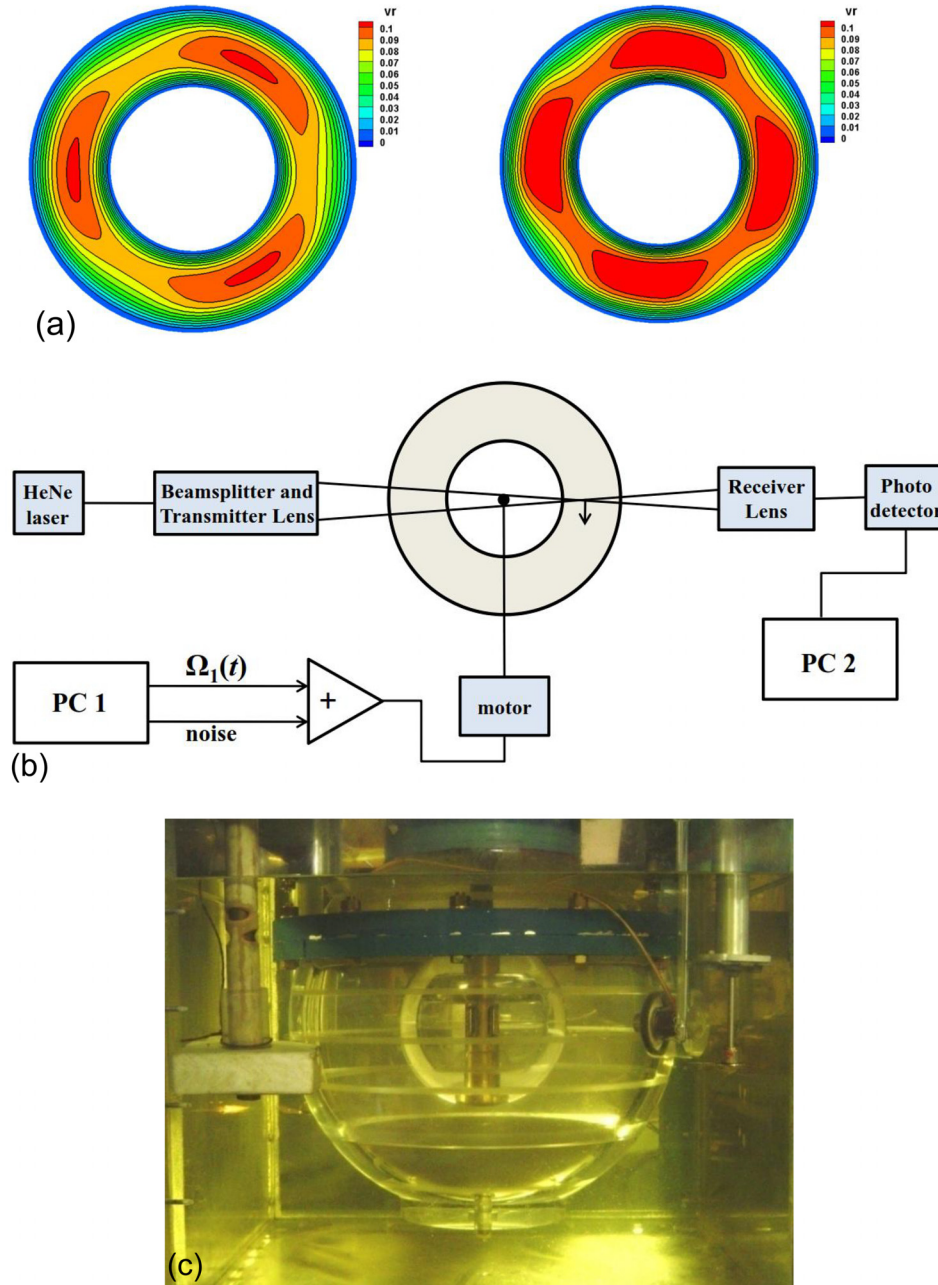 vr
0.1
0.09
0.08
0.07
0.06
0.05
0.04
0.03
0.02
0.01
0
vr
0.1
0.09
0.08
0.07
0.06
0.05
0.04
0.03
0.02
0.01
0
(a)
HeNe
laser
Beamsplitter and
Transmitter Lens
Receiver
Lens
Photo
detector
PC 1
Ω₁(t)
noise
+
motor
PC 2
(b)
(c)